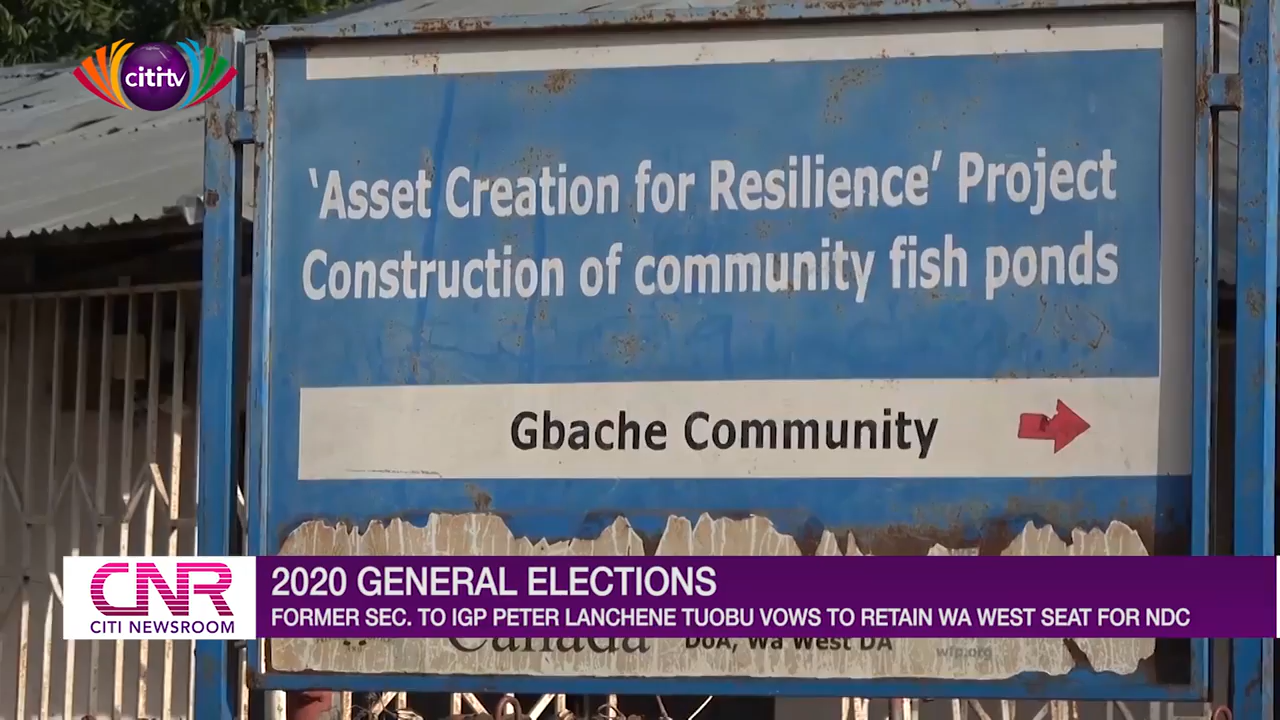 cititv
'Asset Creation for Resilience' Project
Construction of community fish ponds
Gbache Community
CNR
CITI NEWSROOM
2020 GENERAL ELECTIONS
FORMER SEC. TO IGP PETER LANCHENE TUOBU VOWS TO RETAIN WA WEST SEAT FOR NDC
Canada
DoA, Wa West DA
wfp.org